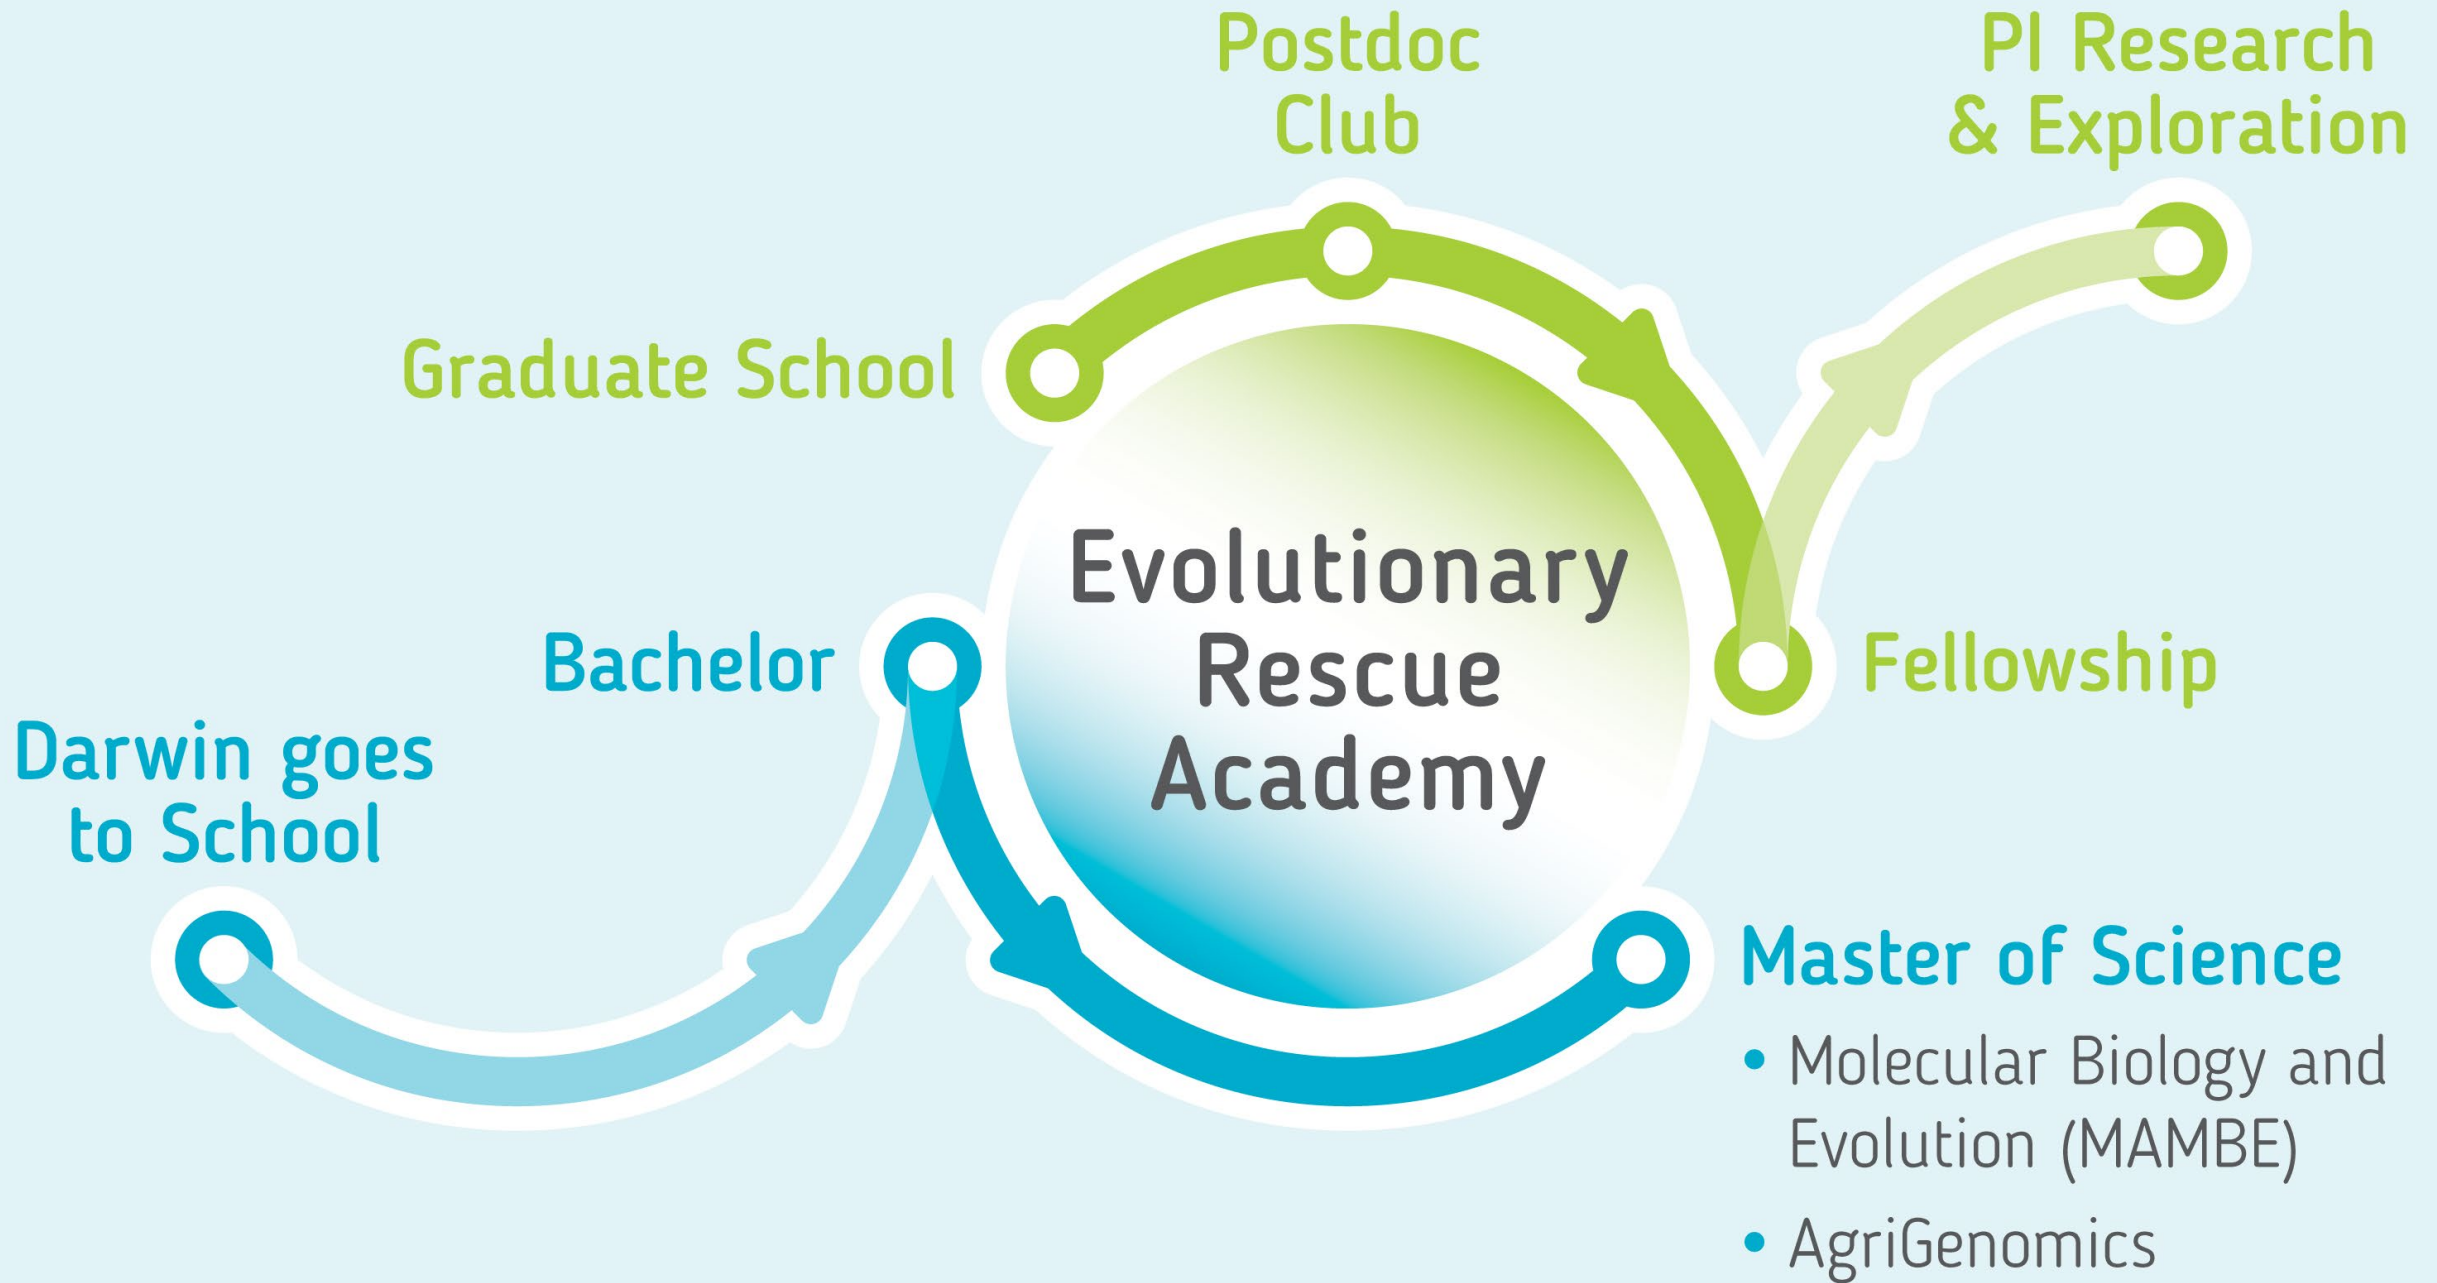 Postdoc
Club
PI Research
& Exploration
Graduate School
Evolutionary
Rescue
Academy
Bachelor
Fellowship
Darwin goes
to School
Master of Science
• Molecular Biology and
Evolution (MAMBE)
• AgriGenomics